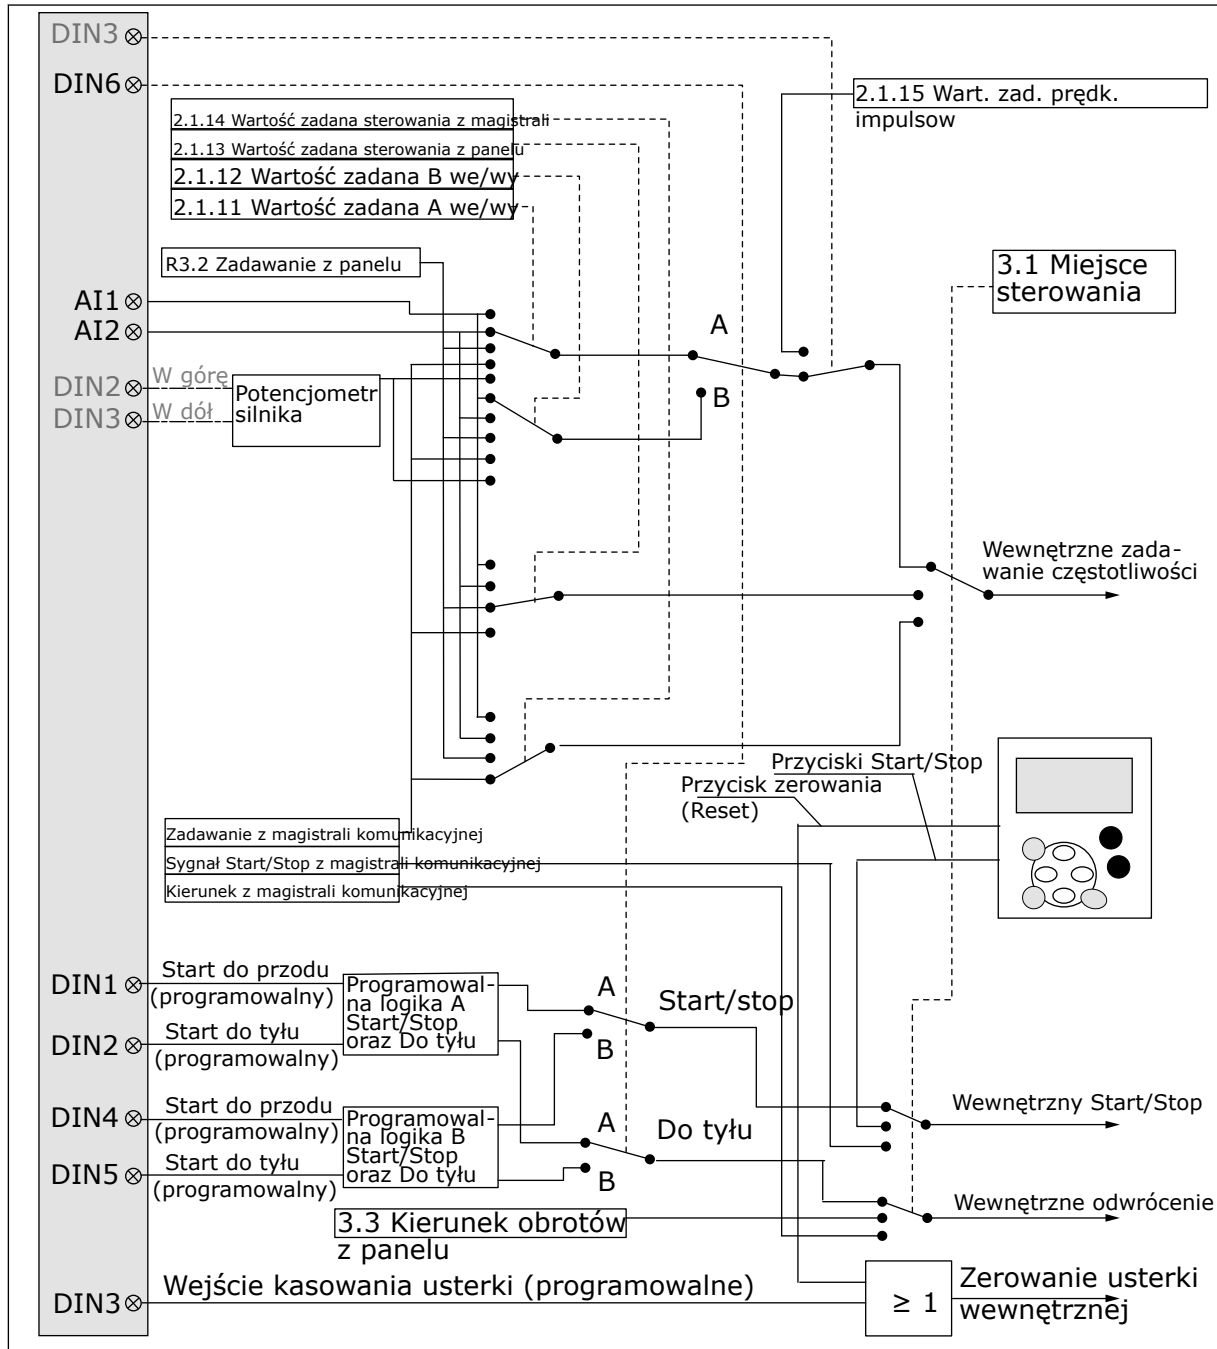 DIN3
DIN6
2.1.15 Wart. zad. prędk.
impulsow
2.1.14 Wartość zadana sterowania z magistrali
2.1.13 Wartość zadana sterowania z panelu
2.1.12 Wartość zadana B we/wy
2.1.11 Wartość zadana A we/wy
R3.2 Zadawanie z panelu
3.1 Miejsce
sterowania
AI1
AI2
A
B
DIN2
W górę
DIN3
W dół
Potencjometr
silnika
Wewnętrzne zada-
wanie częstotliwości
Przyciski Start/Stop
Przycisk zerowania
(Reset)
Zadawanie z magistrali komunikacyjnej
Sygnał Start/Stop z magistrali komunikacyjnej
Kierunek z magistrali komunikacyjnej
DIN1
Start do przodu
(programowalny)
DIN2
Start do tyłu
(programowalny)
Programowal-
na logika A
Start/Stop
oraz Do tyłu
A
B
Start/stop
DIN4
Start do przodu
(programowalny)
DIN5
Start do tyłu
(programowalny)
Programowal-
na logika B
Start/Stop
oraz Do tyłu
A
B
Do tyłu
Wewnętrzny Start/Stop
3.3 Kierunek obrotów
z panelu
Wewnętrzne odwrócenie
DIN3
Wejście kasowania usterki (programowalne)
≥ 1
Zerowanie usterki
wewnętrznej